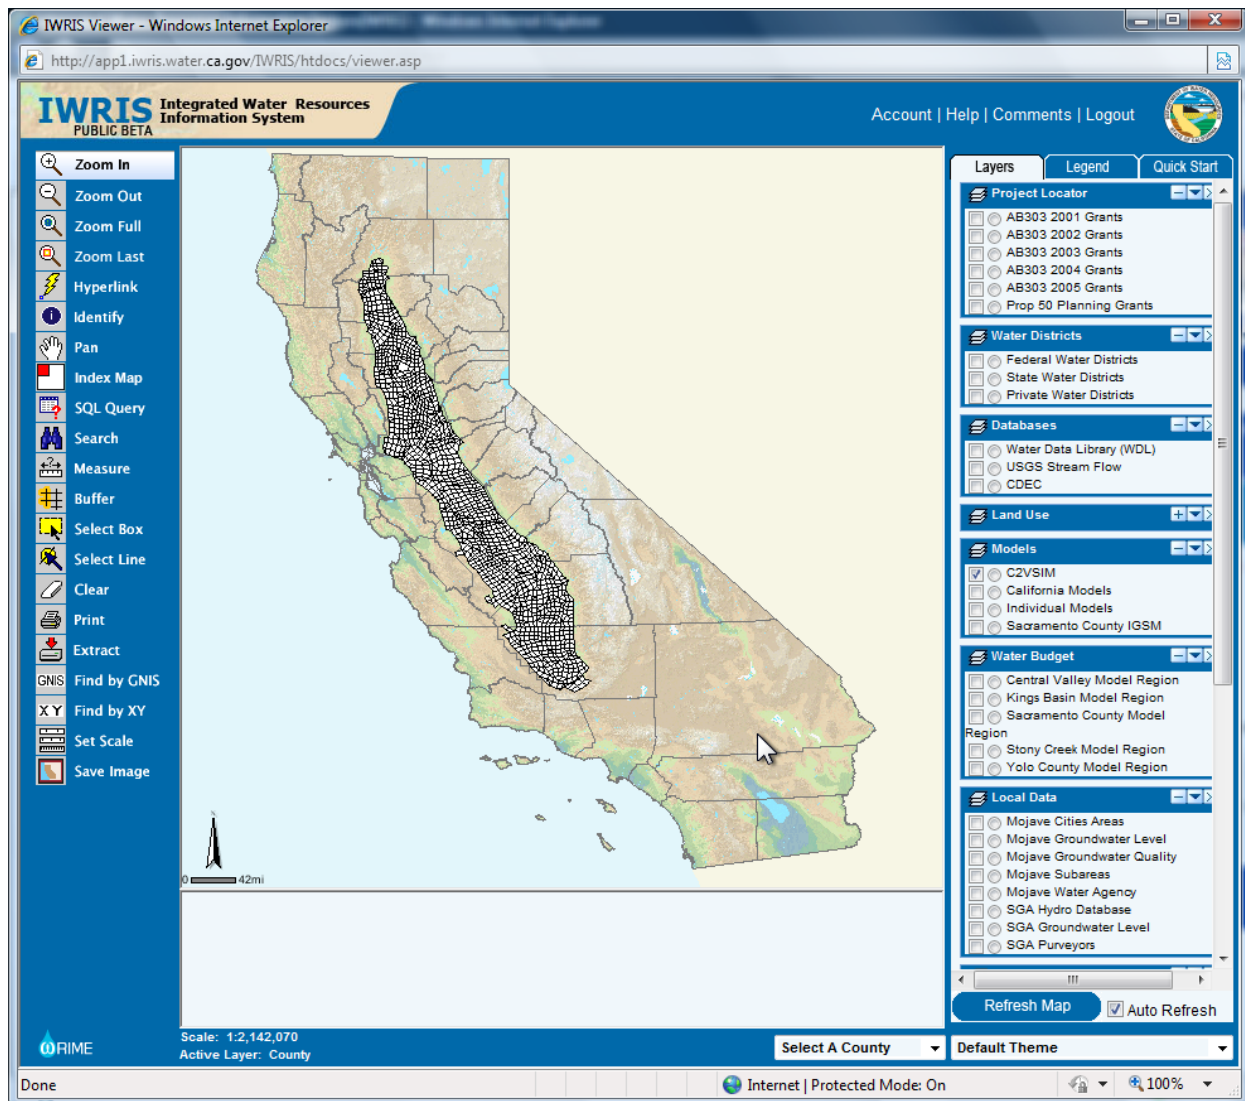 IWRIS Viewer - Windows Internet Explorer
http://app1.iwris.water.ca.gov/IWRIS/htdocs/viewer.asp
IWRIS Integrated Water Resources
Information System
PUBLIC BETA
Account | Help | Comments | Logout
Zoom In
Zoom Out
Zoom Full
Zoom Last
Hyperlink
Identify
Pan
Index Map
SQL Query
Search
Measure
Buffer
Select Box
Select Line
Clear
Print
Extract
GNIS Find by GNIS
X Y Find by XY
Set Scale
Save Image
0 42mi
Layers Legend Quick Start
Project Locator
AB303 2001 Grants
AB303 2002 Grants
AB303 2003 Grants
AB303 2004 Grants
AB303 2005 Grants
Prop 50 Planning Grants
Water Districts
Federal Water Districts
State Water Districts
Private Water Districts
Databases
Water Data Library (WDL)
USGS Stream Flow
CDEC
Land Use
Models
C2VSIM
California Models
Individual Models
Sacramento County IGSM
Water Budget
Central Valley Model Region
Kings Basin Model Region
Sacramento County Model
Region
Stony Creek Model Region
Yolo County Model Region
Local Data
Mojave Cities Areas
Mojave Groundwater Level
Mojave Groundwater Quality
Mojave Subareas
Mojave Water Agency
SGA Hydro Database
SGA Groundwater Level
SGA Purveyors
Refresh Map Auto Refresh
RIME
Scale: 1:2,142,070
Active Layer: County
Select A County
Default Theme
Done
Internet | Protected Mode: On
100%